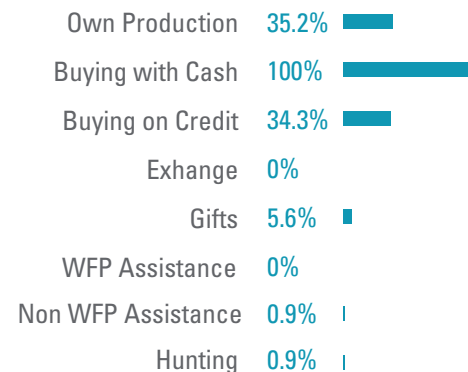 Own Production 35.2%
Buying with Cash 100%
Buying on Credit 34.3%
Exhange 0%
Gifts 5.6%
WFP Assistance 0%
Non WFP Assistance 0.9%
Hunting 0.9%